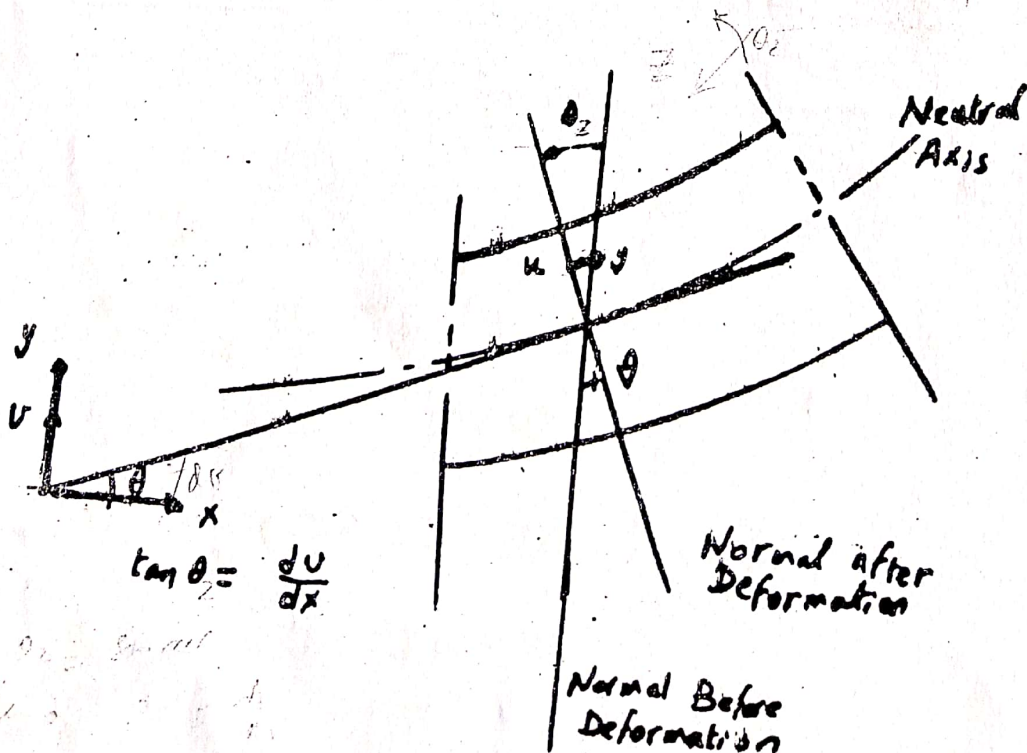 θz
θz
Neutral
Axis
u
y
θ
y
v
θ
x
tan θ = dv/dx
Normal after
Deformation
Normal Before
Deformation